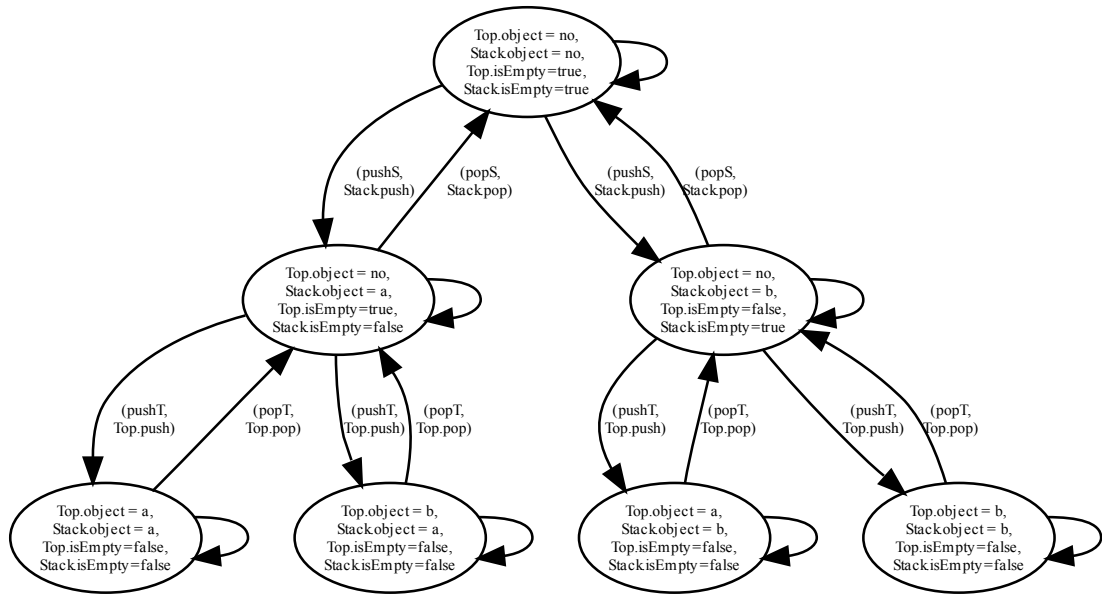 Top.object = no,
Stack.object = no,
Top.isEmpty=true,
Stack.isEmpty=true
(pushS,
Stack.push)
(popS,
Stack.pop)
(pushS,
Stack.push)
(popS,
Stack.pop)
Top.object = no,
Stack.object = a,
Top.isEmpty=true,
Stack.isEmpty=false
Top.object = no,
Stack.object = b,
Top.isEmpty=false,
Stack.isEmpty=true
(pushT,
Top.push)
(popT,
Top.pop)
(pushT,
Top.push)
(popT,
Top.pop)
(pushT,
Top.push)
(popT,
Top.pop)
(pushT,
Top.push)
(popT,
Top.pop)
Top.object = a,
Stack.object = a,
Top.isEmpty=false,
Stack.isEmpty=false
Top.object = b,
Stack.object = a,
Top.isEmpty=false,
Stack.isEmpty=false
Top.object = a,
Stack.object = b,
Top.isEmpty=false,
Stack.isEmpty=false
Top.object = b,
Stack.object = b,
Top.isEmpty=false,
Stack.isEmpty=false